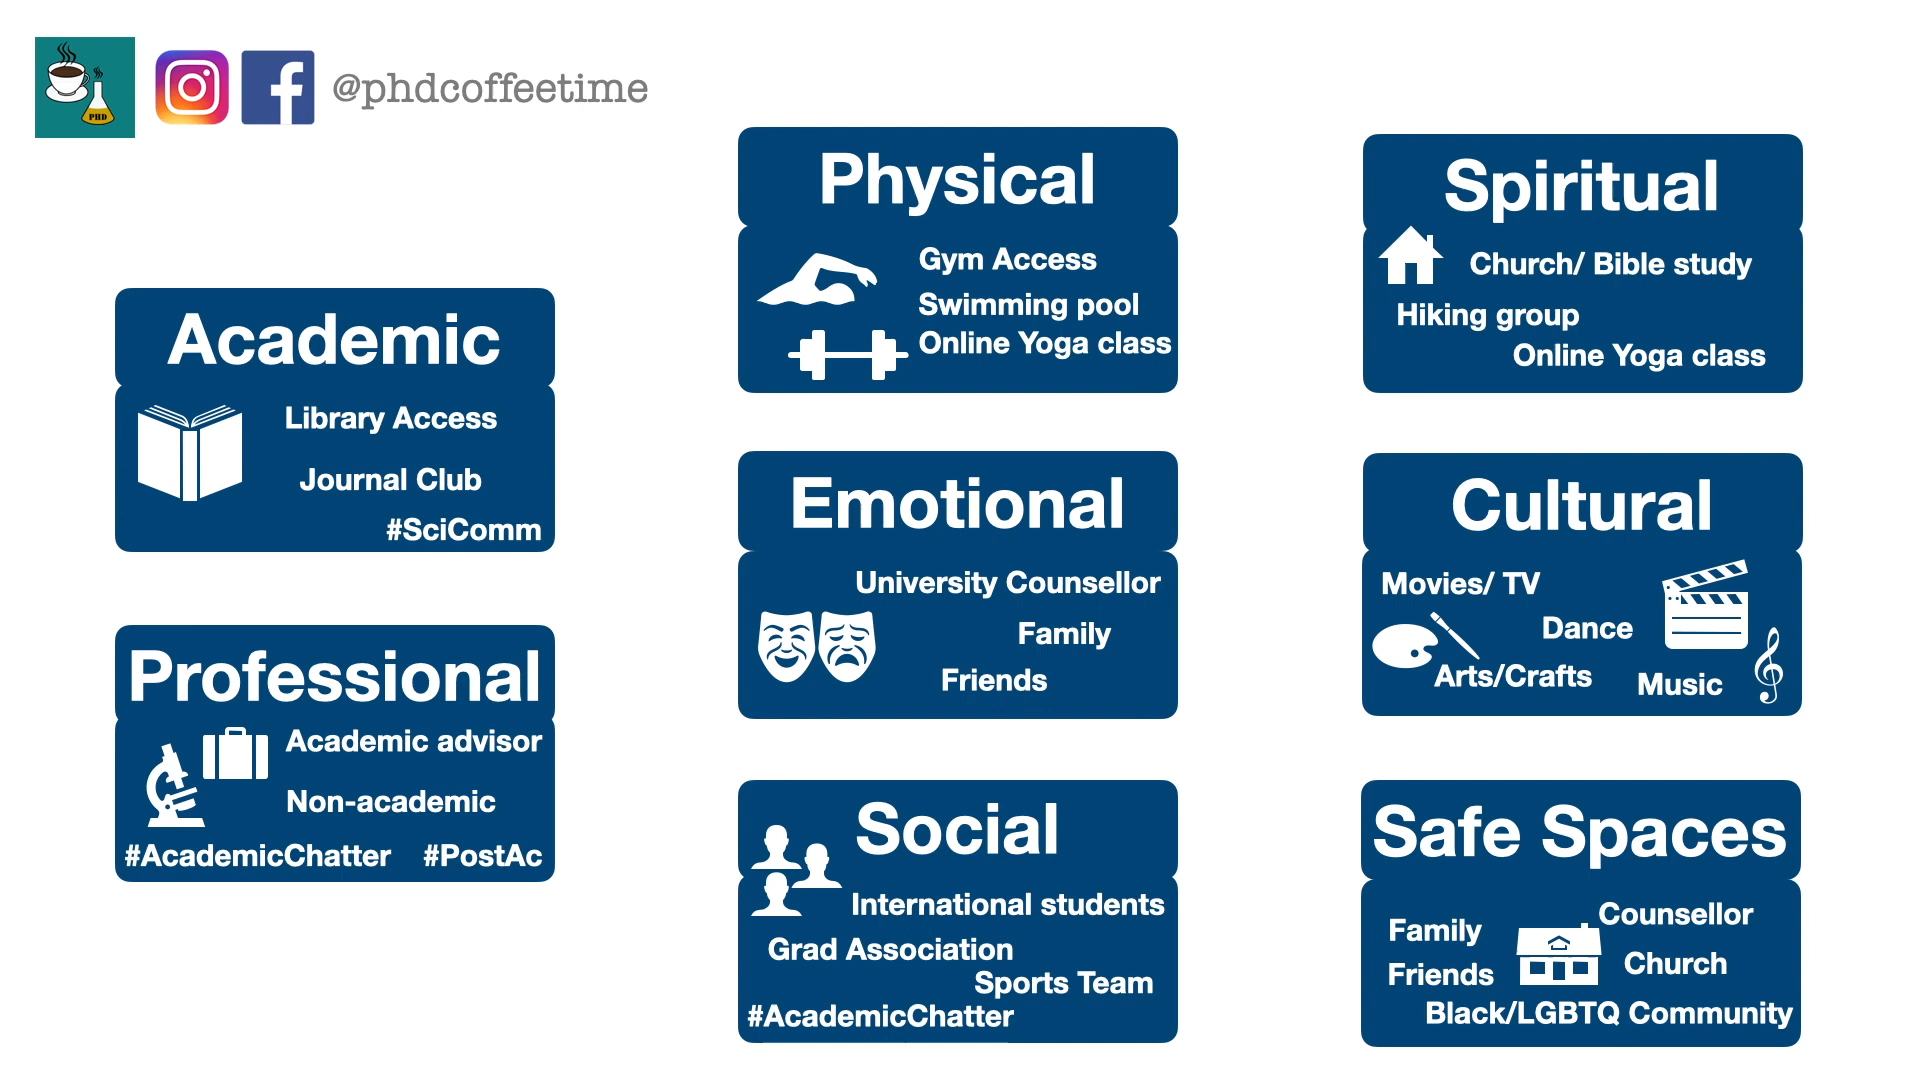 PHD
@phdcoffeetime
Academic
Library Access
Journal Club
#SciComm
Professional
Academic advisor
Non-academic
#AcademicChatter #PostAc
Physical
Gym Access
Swimming pool
Online Yoga class
Emotional
University Counsellor
Family
Friends
Social
International students
Grad Association
Sports Team
#AcademicChatter
Spiritual
Church/ Bible study
Hiking group
Online Yoga class
Cultural
Movies/ TV
Dance
Arts/Crafts
Music
Safe Spaces
Family
Counsellor
Friends
Church
Black/LGBTQ Community